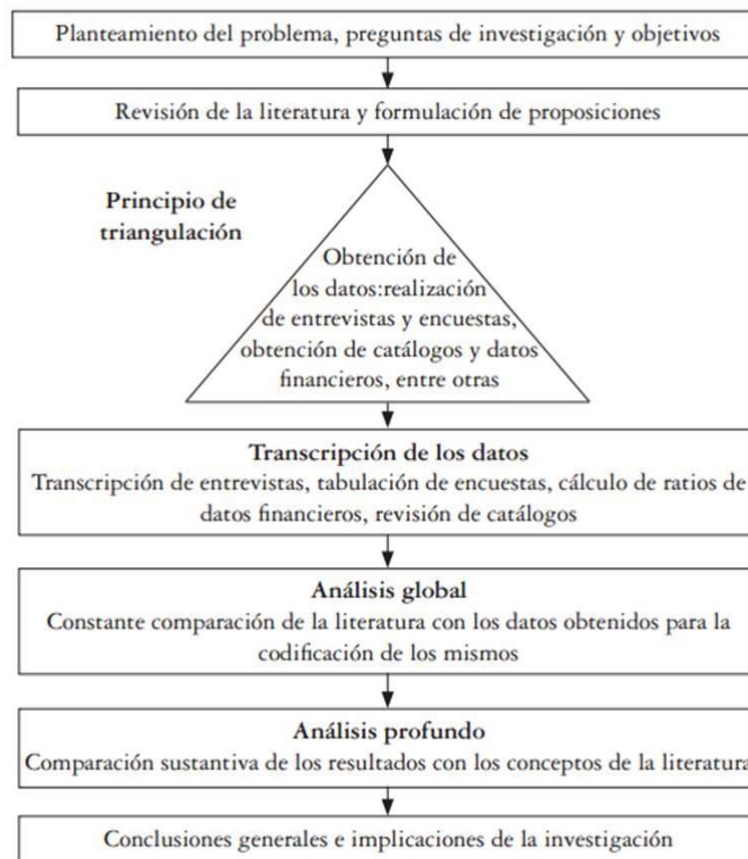 Planteamiento del problema, preguntas de investigación y objetivos
Revisión de la literatura y formulación de proposiciones
Principio de
triangulación
Obtención de
los datos:realización
de entrevistas y encuestas,
obtención de catálogos y datos
financieros, entre otras
Transcripción de los datos
Transcripción de entrevistas, tabulación de encuestas, cálculo de ratios de
datos financieros, revisión de catálogos
Análisis global
Constante comparación de la literatura con los datos obtenidos para la
codificación de los mismos
Análisis profundo
Comparación sustantiva de los resultados con los conceptos de la literatura
Conclusiones generales e implicaciones de la investigación